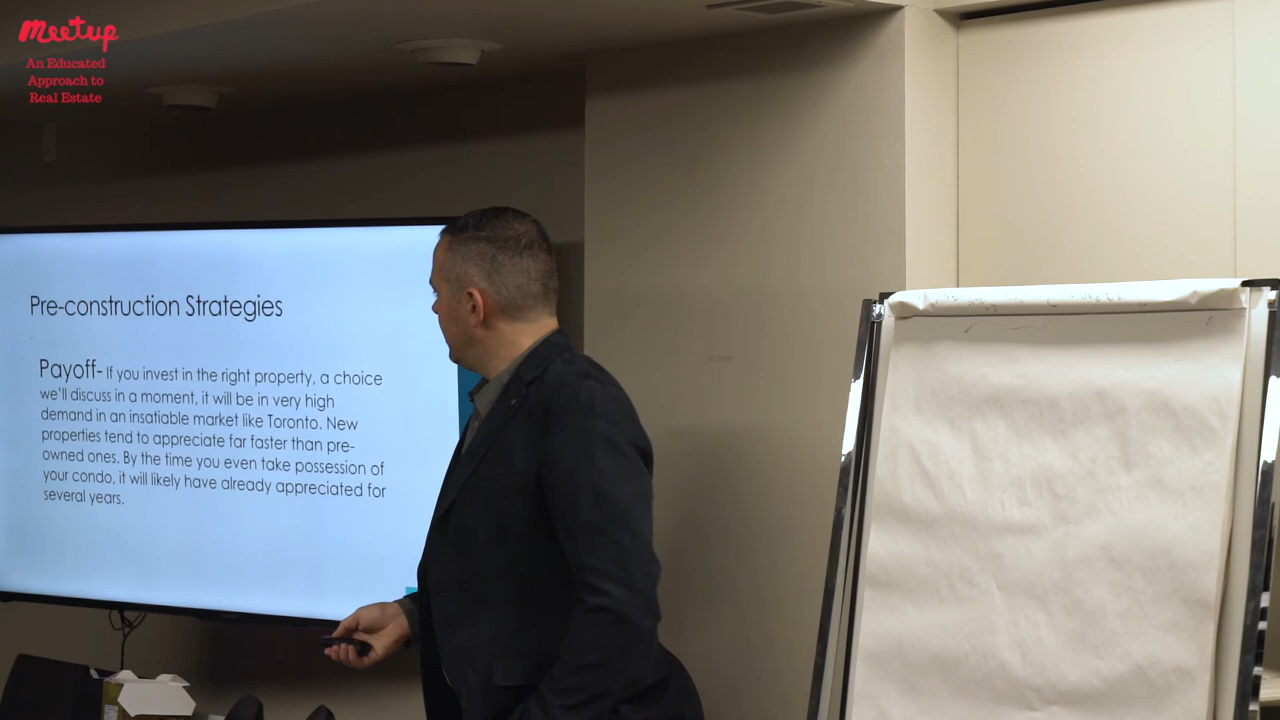 Meetup
An Educated
Approach to
Real Estate
Pre-construction Strategies
Payoff- If you invest in the right property, a choice
we'll discuss in a moment, it will be in very high
demand in an insatiable market like Toronto. New
properties tend to appreciate far faster than pre-
owned ones. By the time you even take possession of
your condo, it will likely have already appreciated for
several years.